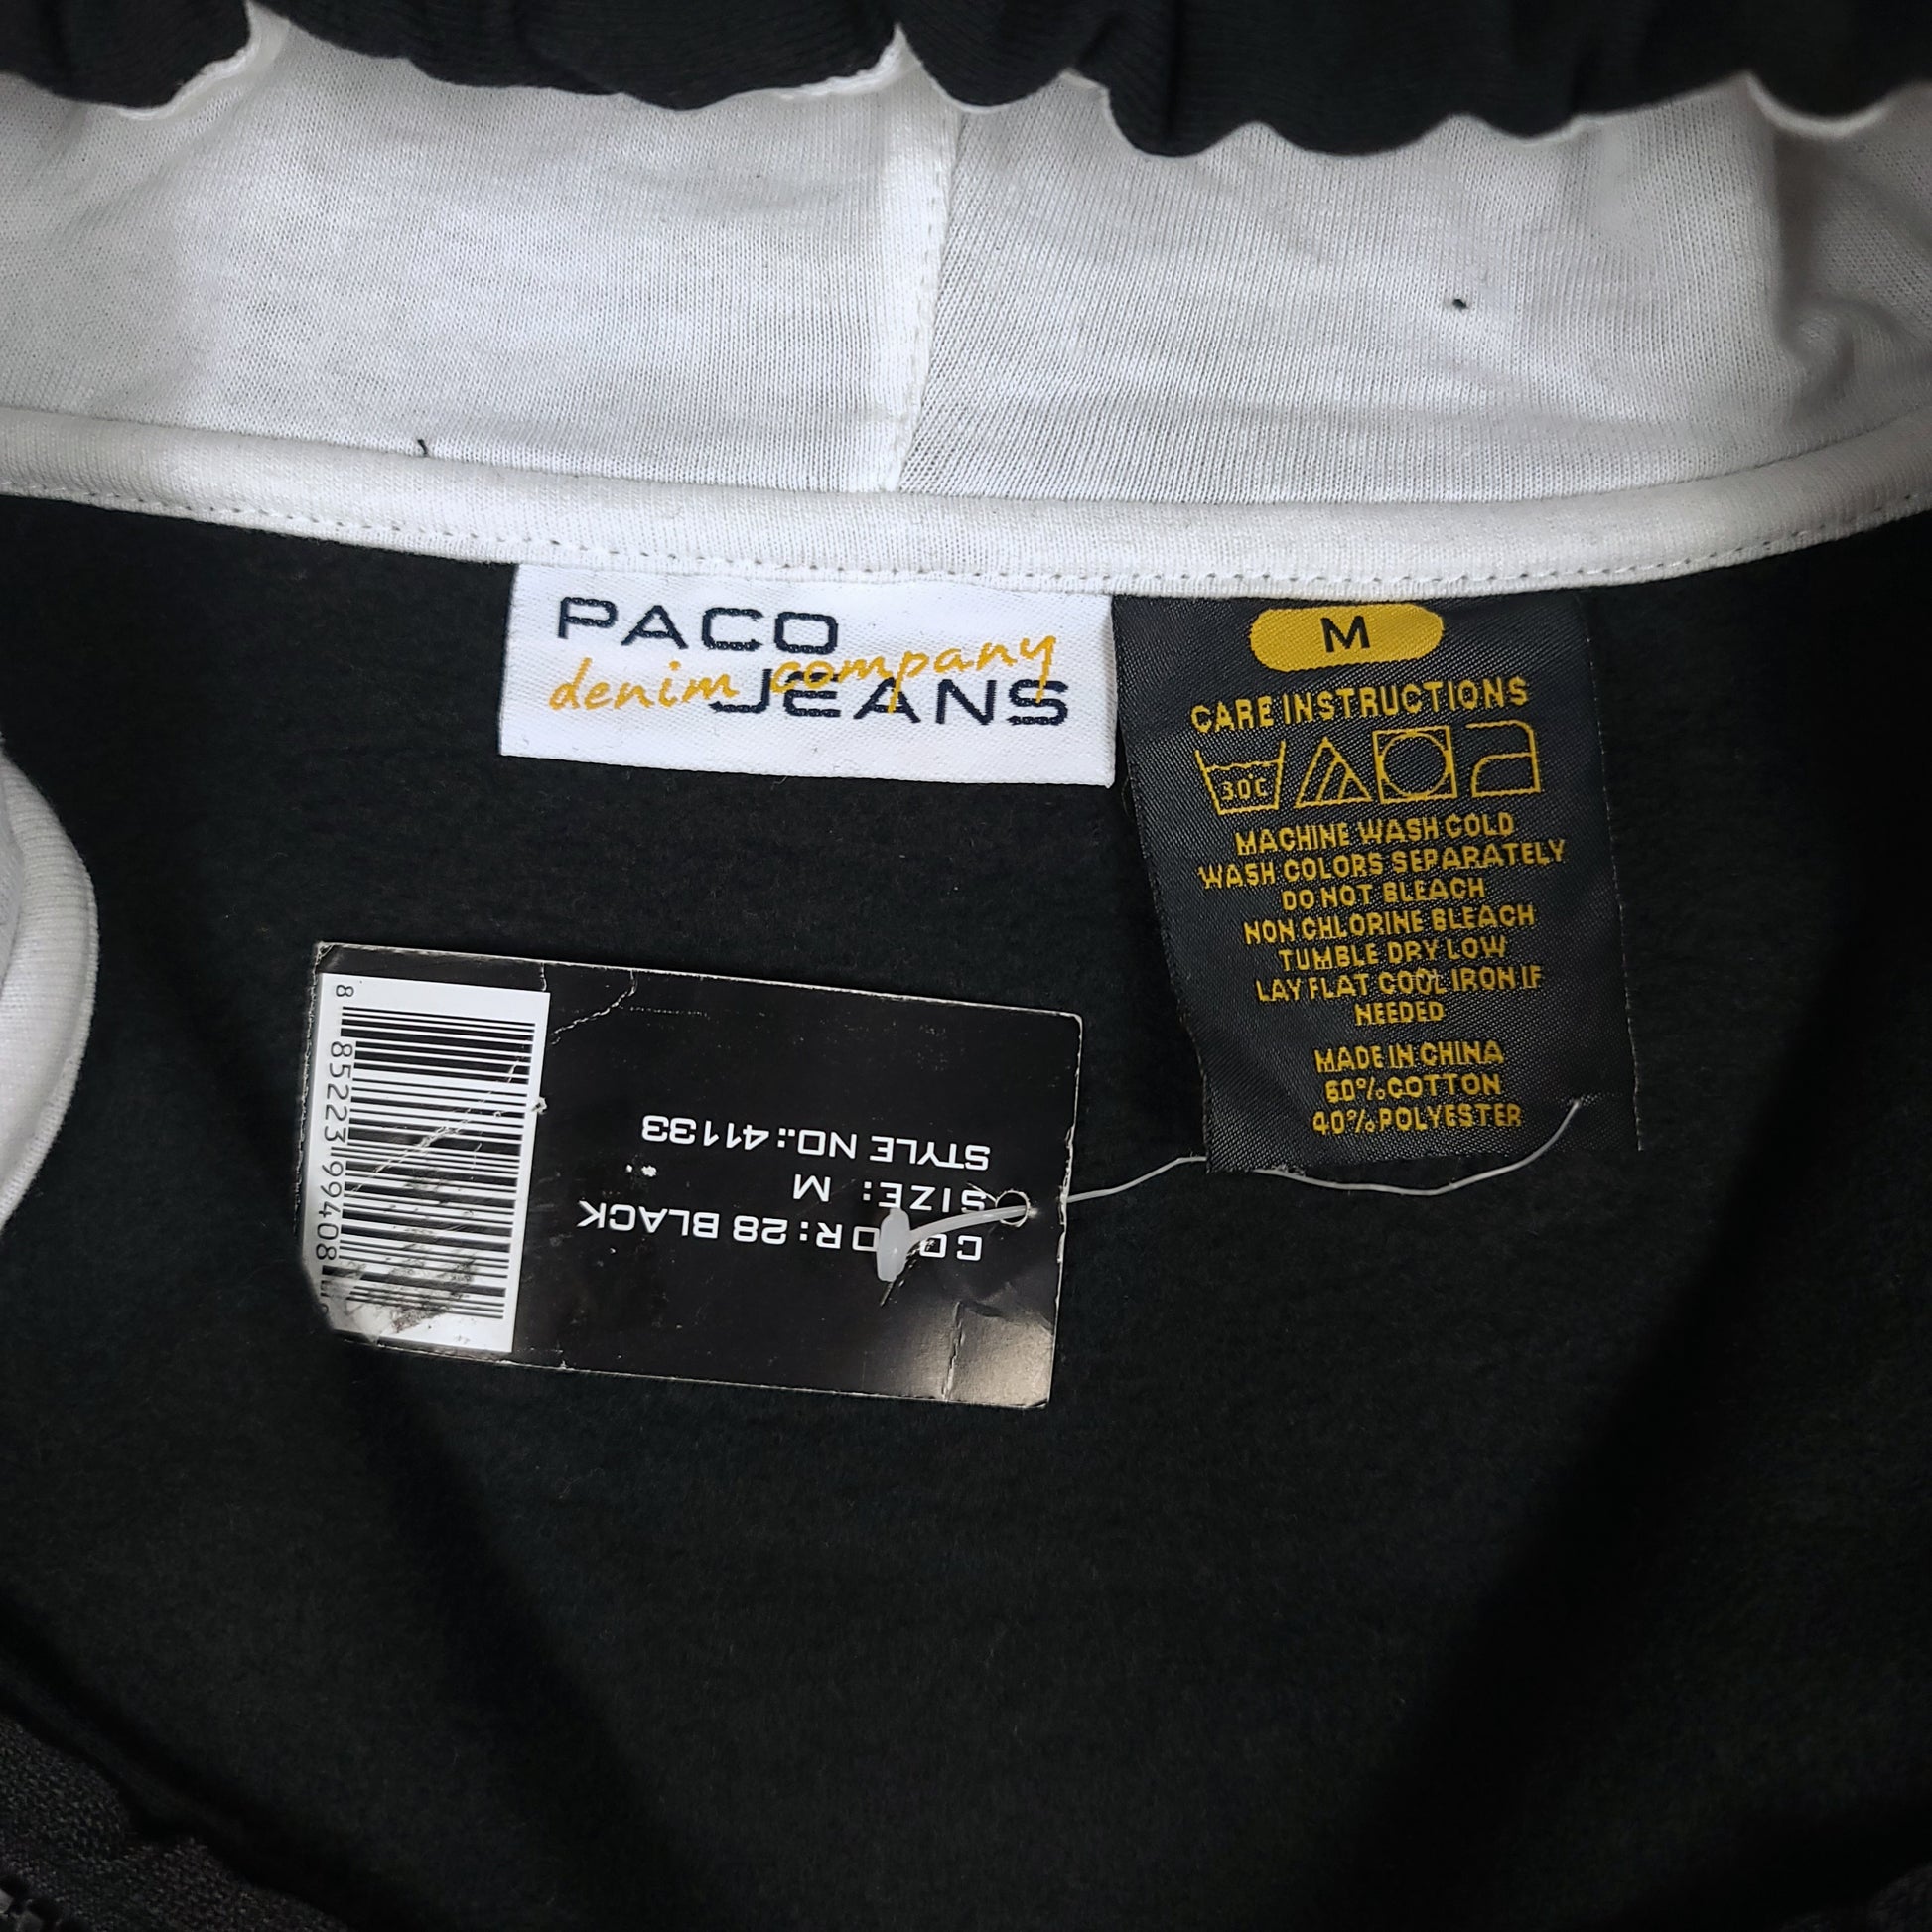 PACO
denim company
JEANS
M
CARE INSTRUCTIONS
30°C
MACHINE WASH COLD
WASH COLORS SEPARATELY
DO NOT BLEACH
NON CHLORINE BLEACH
TUMBLE DRY LOW
LAY FLAT COOL IRON IF
NEEDED
MADE IN CHINA
60% COTTON
40% POLYESTER
STYLE NO.:41133
SIZE: M
:28 BLACK
8 85223 99408